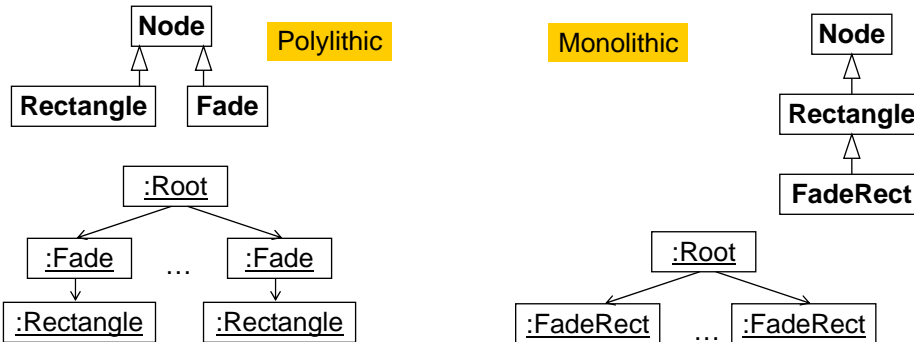 Node
Polylithic
Rectangle
Fade
:Root
:Fade
…
:Fade
:Rectangle
:Rectangle
Monolithic
Node
Rectangle
FadeRect
:Root
:FadeRect
…
:FadeRect